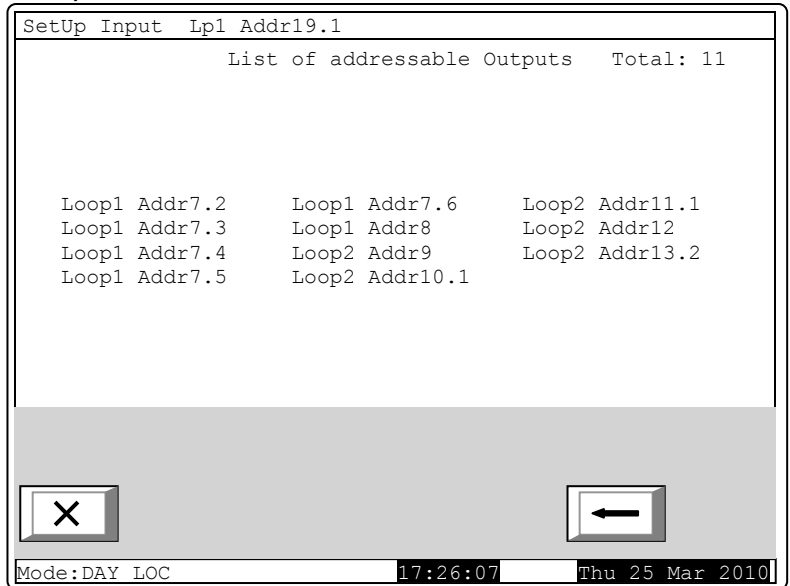 SetUp Input Lp1 Addr19.1
List of addressable Outputs Total: 11
Loop1 Addr7.2 Loop1 Addr7.6 Loop2 Addr11.1
Loop1 Addr7.3 Loop1 Addr8 Loop2 Addr12
Loop1 Addr7.4 Loop2 Addr9 Loop2 Addr13.2
Loop1 Addr7.5 Loop2 Addr10.1
Mode:DAY LOC 17:26:07 Thu 25 Mar 2010